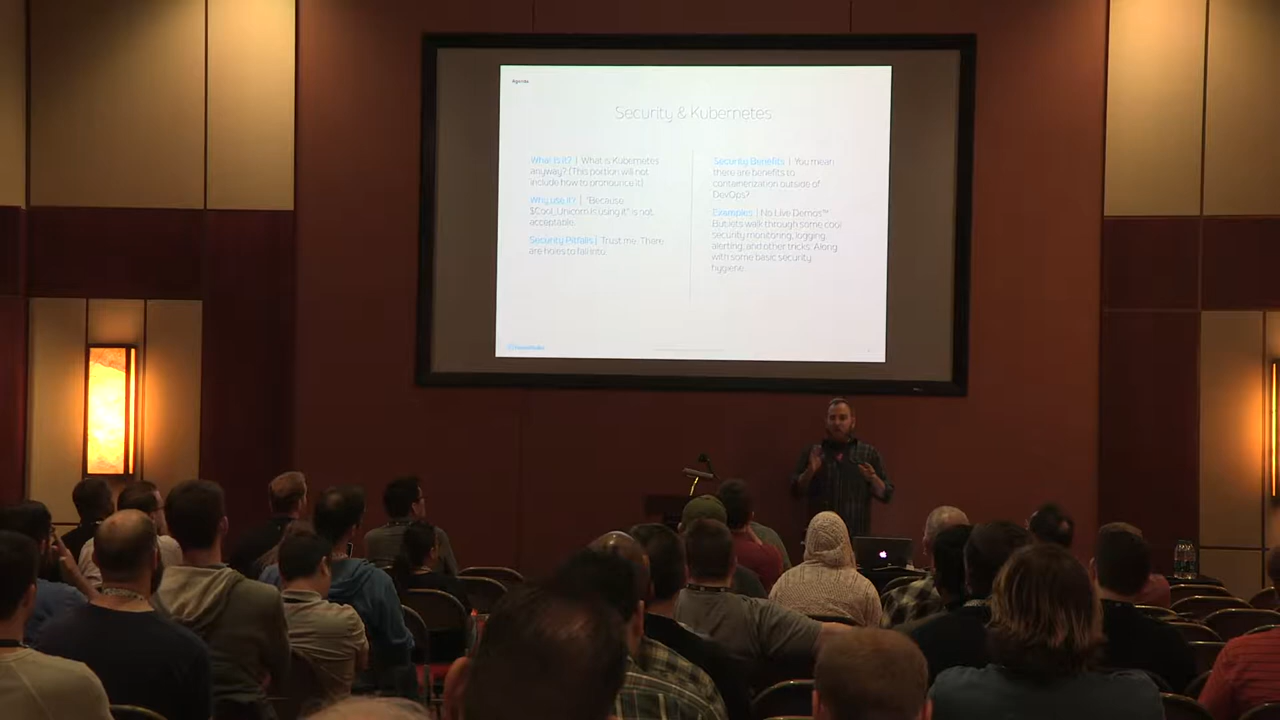 Agenda
Security & Kubernetes
What is it? | What is Kubernetes
anyway? (This portion will not
include how to pronounce it)
Why use it? | "Because
$Cool_Unicorn is using it" is not
acceptable.
Security Pitfalls | Trust me. There
are holes to fall into.
Security Benefits | You mean
there are benefits to
containerization outside of
DevOps?
Examples | No Live Demos™
But lets walk through some cool
security monitoring, logging,
alerting, and other tricks. Along
with some basic security
hygiene.